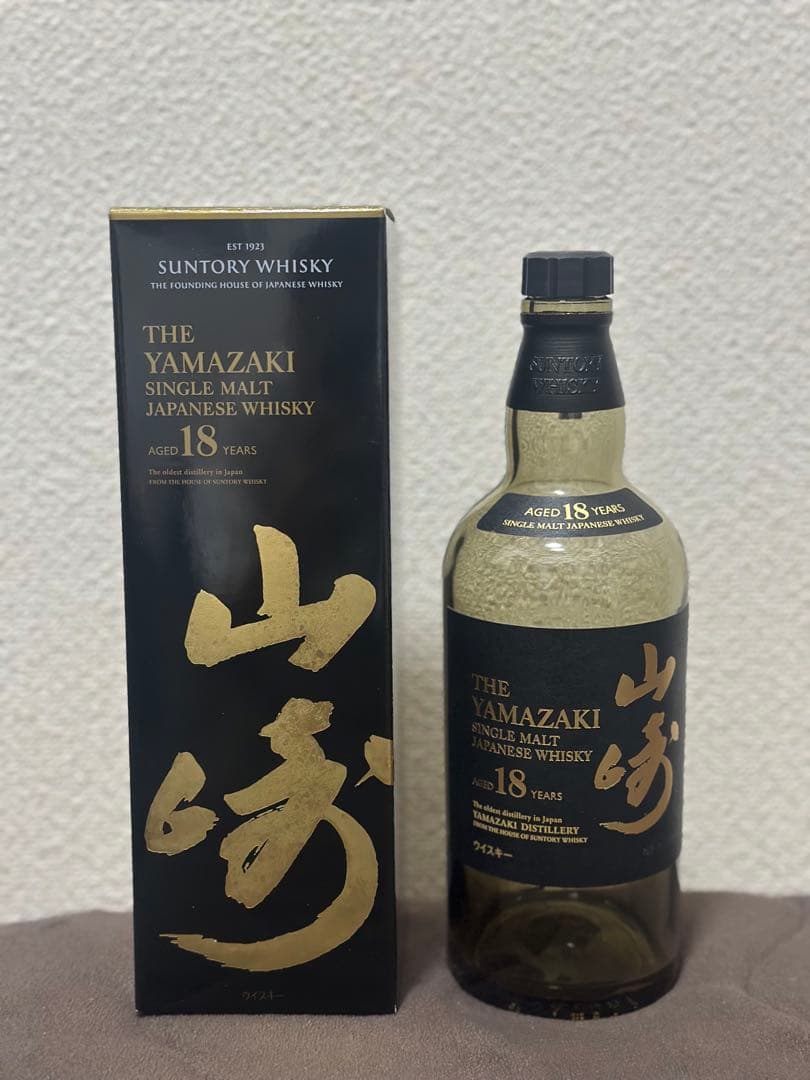 EST 1923
SUNTORY WHISKY
THE FOUNDING HOUSE OF JAPANESE WHISKY
THE
YAMAZAKI
SINGLE MALT
JAPANESE WHISKY
AGED 18 YEARS
The oldest distillery in Japan
FROM THE HOUSE OF SUNTORY WHISKY
山崎
ウイスキー
SUNTORY
WHISKY
AGED 18 YEARS
SINGLE MALT JAPANESE WHISKY
THE
YAMAZAKI
SINGLE MALT
JAPANESE WHISKY
AGED 18 YEARS
The oldest distillery in Japan
YAMAZAKI DISTILLERY
FROM THE HOUSE OF SUNTORY WHISKY
ウイスキー
山崎